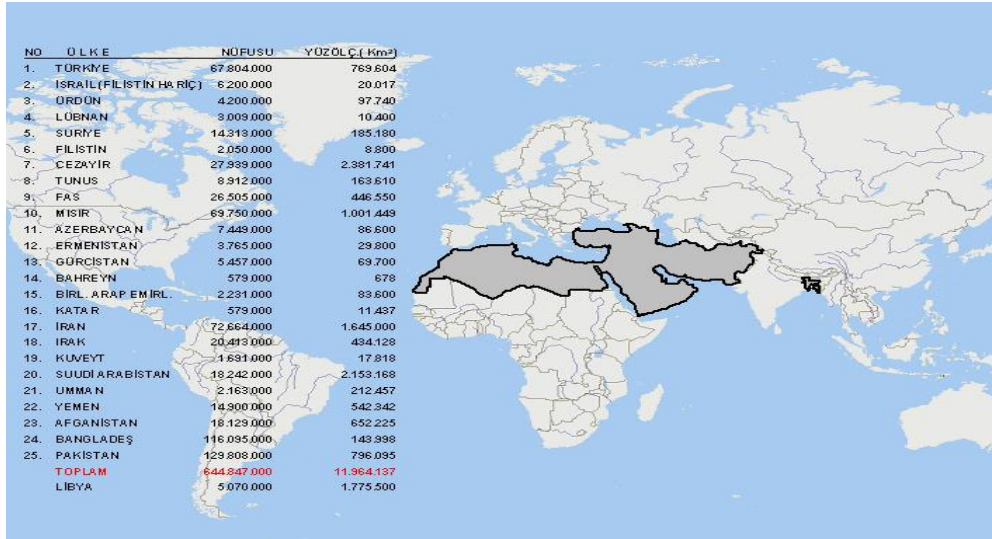 NO ÜLKE NÜFUSU YÜZÖLÇ.( Km²)
1. TÜRKİYE 67.804.000 769.604
2. İSRAİL(FİLİSTİN HARİÇ) 6.200.000 20.017
3. ÜRDÜN 4.200.000 97.740
4. LÜBNAN 3.009.000 10.400
5. SURİYE 14.313.000 185.180
6. FİLİSTİN 2.050.000 8.800
7. CEZAYİR 27.939.000 2.381.741
8. TUNUS 8.912.000 163.610
9. FAS 26.505.000 446.550
10. MISIR 69.750.000 1.001.449
11. AZERBAYCAN 7.449.000 86.600
12. ERMENİSTAN 3.765.000 29.800
13. GÜRCİSTAN 5.457.000 69.700
14. BAHREYN 579.000 678
15. BİRL. ARAP EMİRL. 2.231.000 83.600
16. KATAR 579.000 11.437
17. İRAN 72.664.000 1.645.000
18. IRAK 20.413.000 434.128
19. KUVEYT 1.691.000 17.818
20. SUUDİ ARABİSTAN 18.242.000 2.153.168
21. UMMAN 2.163.000 212.457
22. YEMEN 14.900.000 542.342
23. AFGANİSTAN 18.129.000 652.225
24. BANGLADEŞ 116.095.000 143.998
25. PAKİSTAN 129.808.000 796.095
TOPLAM 644.847.000 11.964.137
LİBYA 5.070.000 1.775.500